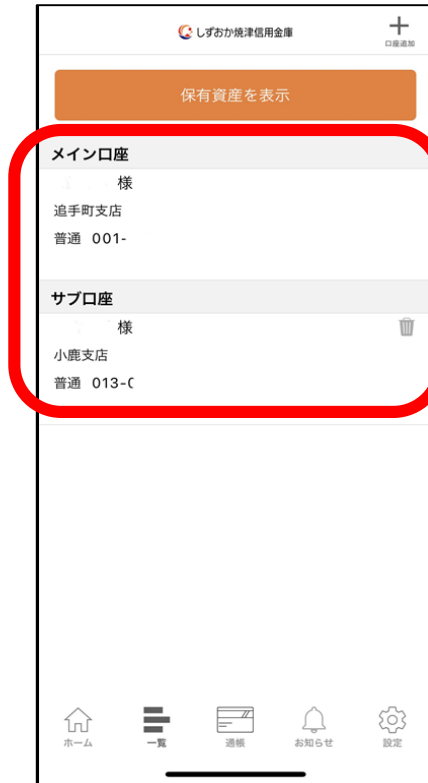 しずおか焼津信用金庫
口座追加
保有資産を表示
メイン口座
様
追手町支店
普通 001-
サブ口座
様
小鹿支店
普通 013-0
ホーム
一覧
通帳
お知らせ
設定